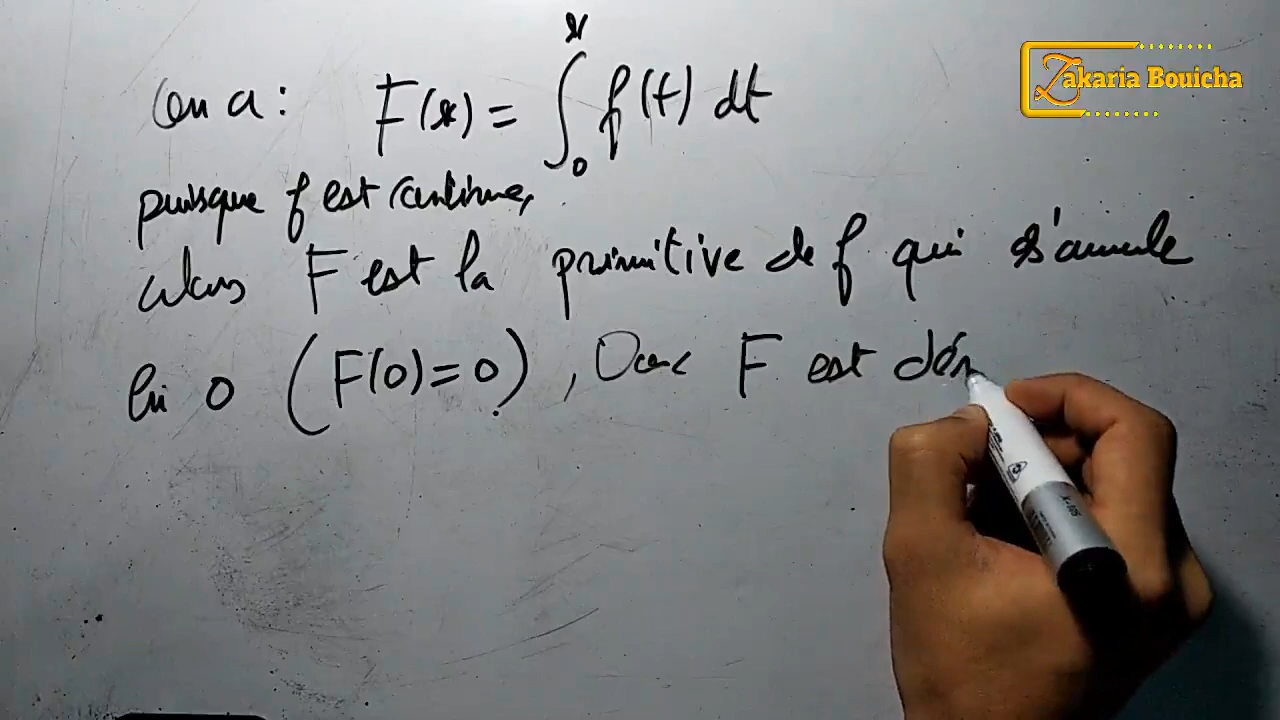 Zakaria Bouicha
on a : F(x) = ∫₀ˣ f(t) dt
puisque f est continue,
alors F est la primitive de f qui s'annule
en 0 (F(0)=0), Donc F est dér